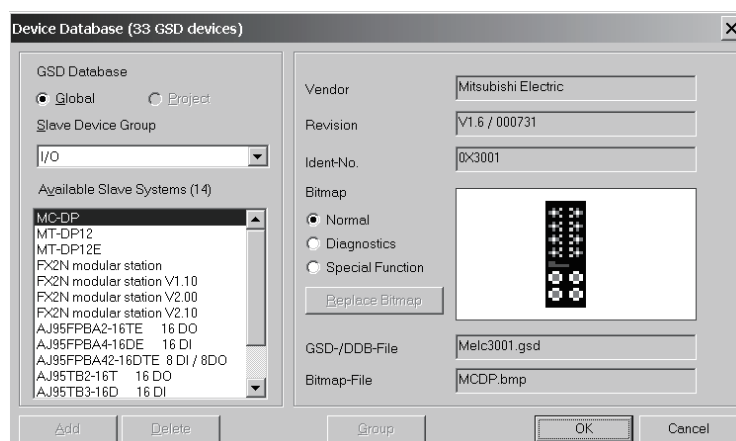 Device Database (33 GSD devices)
GSD Database
Global
Project
Slave Device Group
I/O
Available Slave Systems (14)
MC-DP
MT-DP12
MT-DP12E
FX2N modular station
FX2N modular station V1.10
FX2N modular station V2.00
FX2N modular station V2.10
AJ95FPBA2-16TE 16 DO
AJ95FPBA4-16DE 16 DI
AJ95FPBA42-16DTE 8 DI / 8DO
AJ95TB2-16T 16 DO
AJ95TB3-16D 16 DI
Vendor
Mitsubishi Electric
Revision
V1.6 / 000731
Ident-No.
0X3001
Bitmap
Normal
Diagnostics
Special Function
Replace Bitmap
GSD-/DDB-File
Melc3001.gsd
Bitmap-File
MCDP.bmp
Add
Delete
Group
OK
Cancel